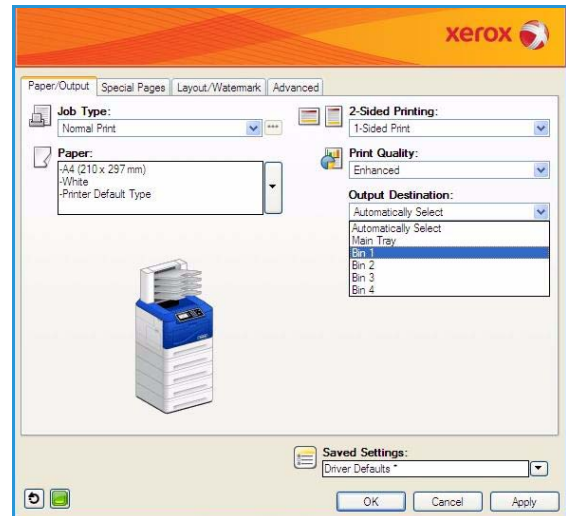 xerox
Paper/Output Special Pages Layout/Watermark Advanced
Job Type:
Normal Print
Paper:
-A4 (210 x 297 mm)
-White
-Printer Default Type
2-Sided Printing:
1-Sided Print
Print Quality:
Enhanced
Output Destination:
Automatically Select
Automatically Select
Main Tray
Bin 1
Bin 2
Bin 3
Bin 4
Saved Settings:
Driver Defaults *
OK Cancel Apply